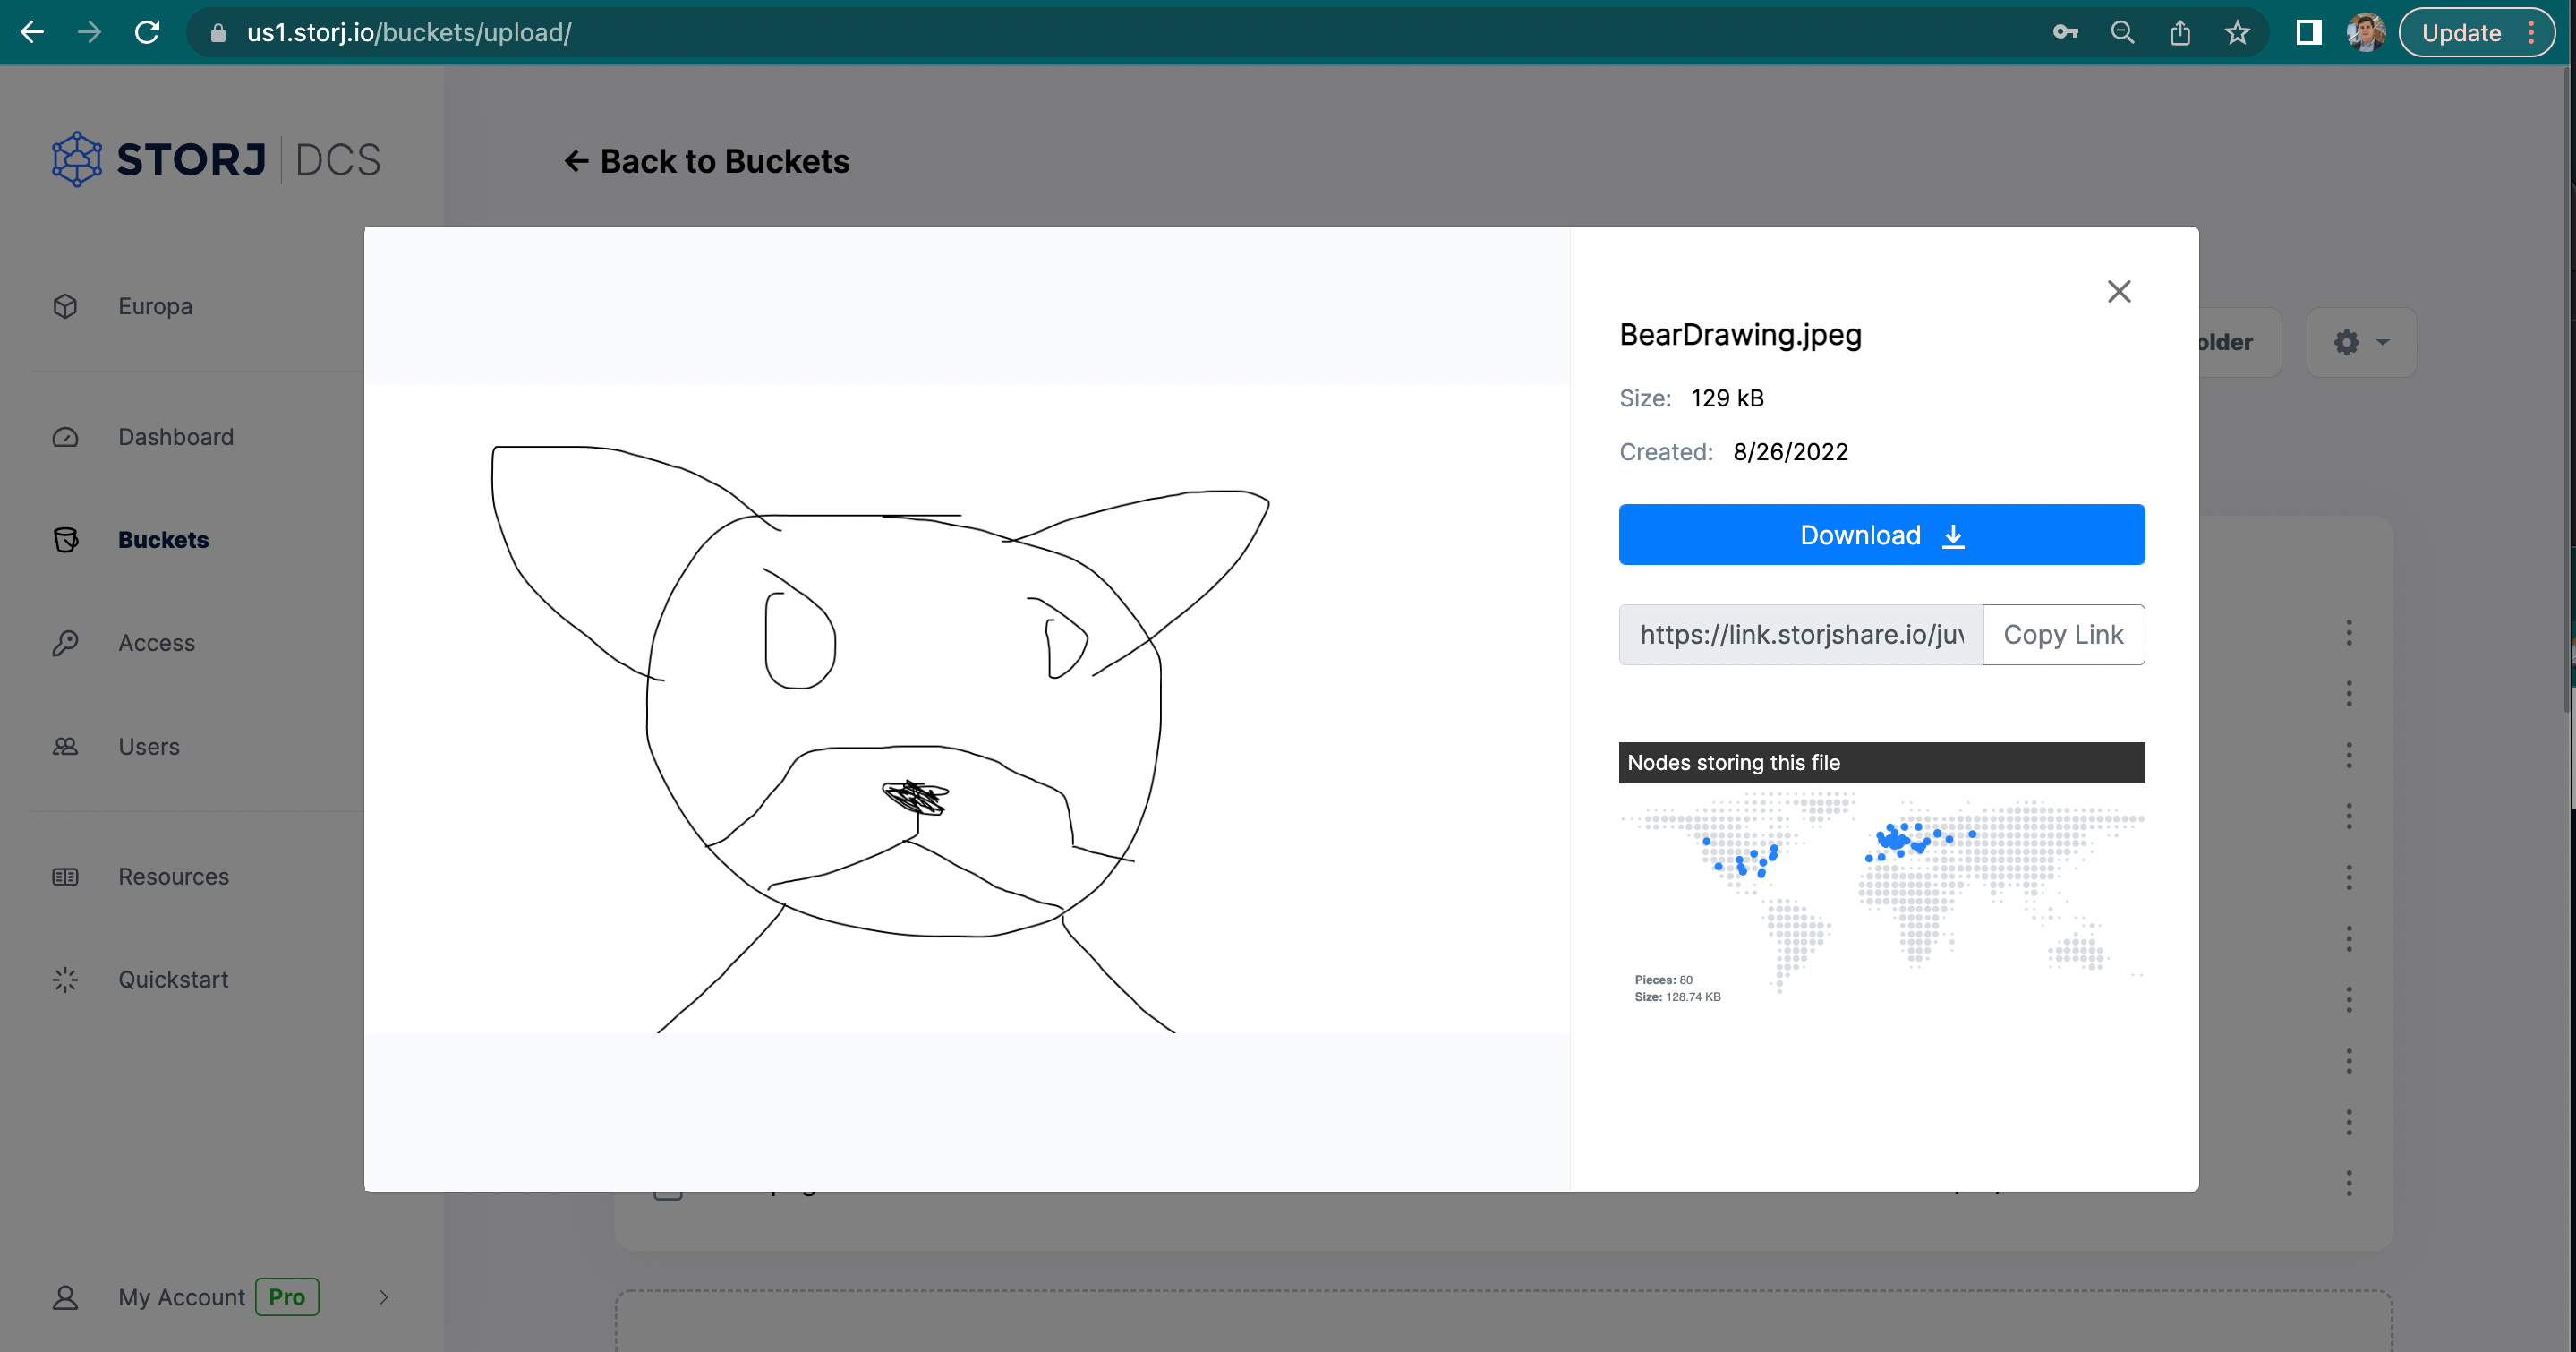 us1.storj.io/buckets/upload/
Update
STORJ DCS
← Back to Buckets
Europa
Dashboard
Buckets
Access
Users
Resources
Quickstart
My Account Pro
BearDrawing.jpeg
Size: 129 kB
Created: 8/26/2022
Download
https://link.storjshare.io/juv
Copy Link
Nodes storing this file
Pieces: 80
Size: 128.74 KB